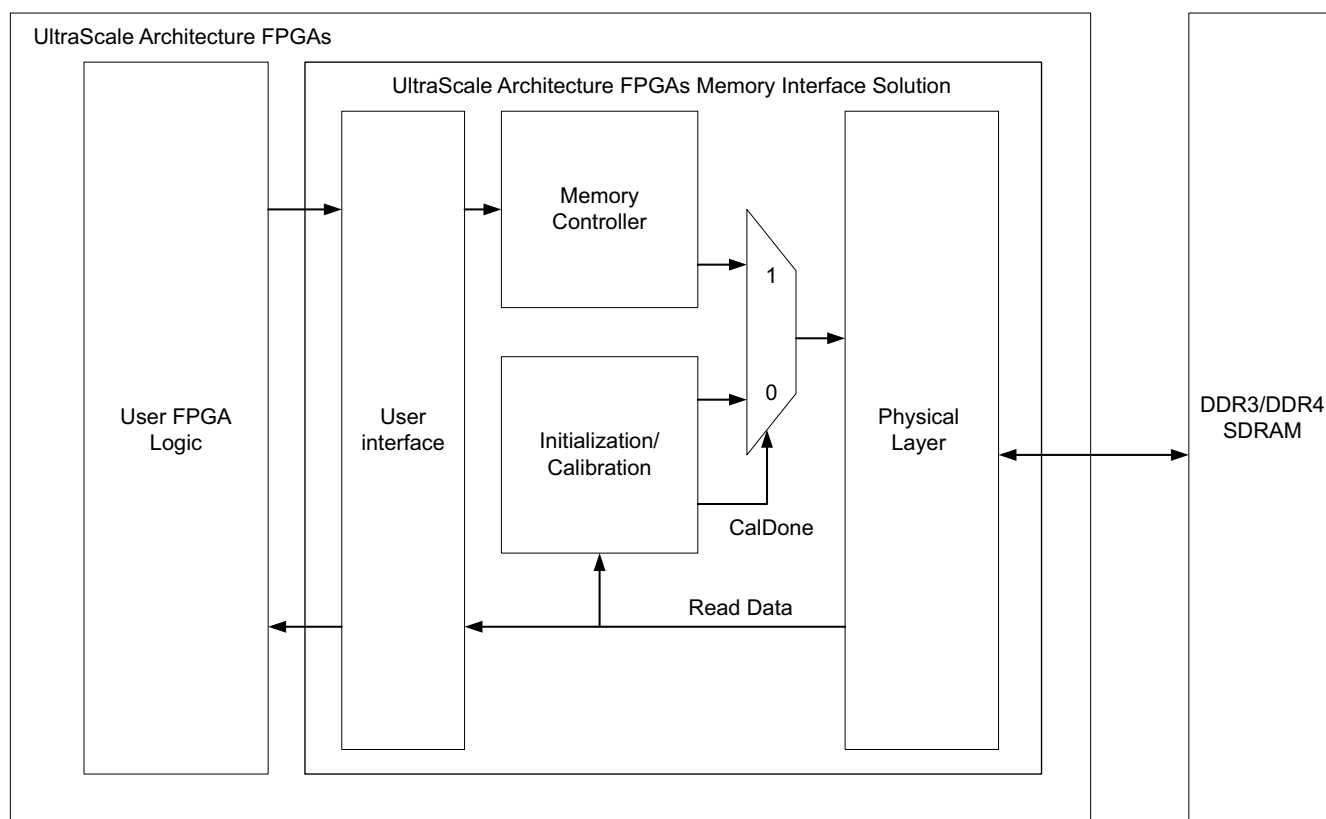 UltraScale Architecture FPGAs
UltraScale Architecture FPGAs Memory Interface Solution
Memory
Controller
1
0
User FPGA
Logic
User
interface
Initialization/
Calibration
Physical
Layer
DDR3/DDR4
SDRAM
CalDone
Read Data